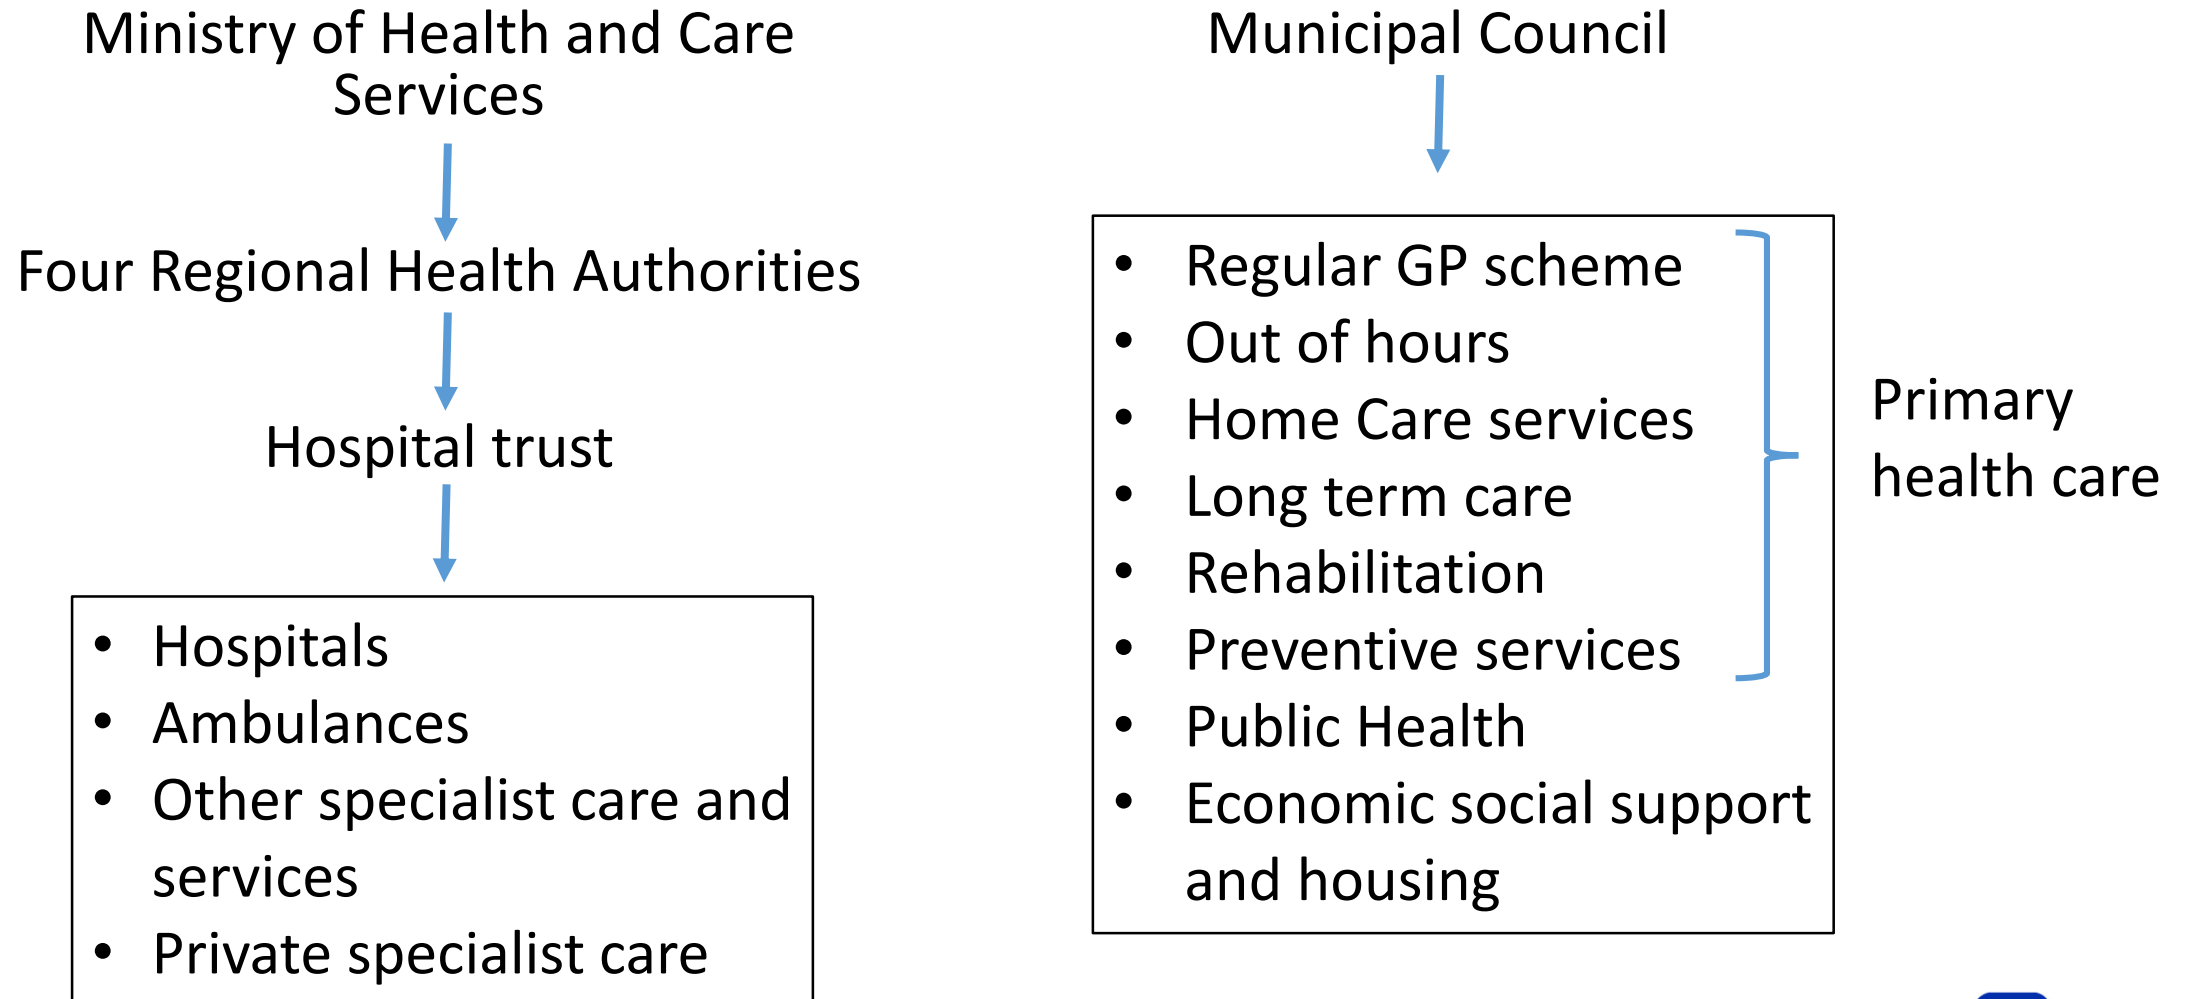 Ministry of Health and Care
Services
Four Regional Health Authorities
Hospital trust
• Hospitals
• Ambulances
• Other specialist care and
services
• Private specialist care
Municipal Council
• Regular GP scheme
• Out of hours
• Home Care services
• Long term care
• Rehabilitation
• Preventive services
• Public Health
• Economic social support
and housing
Primary
health care